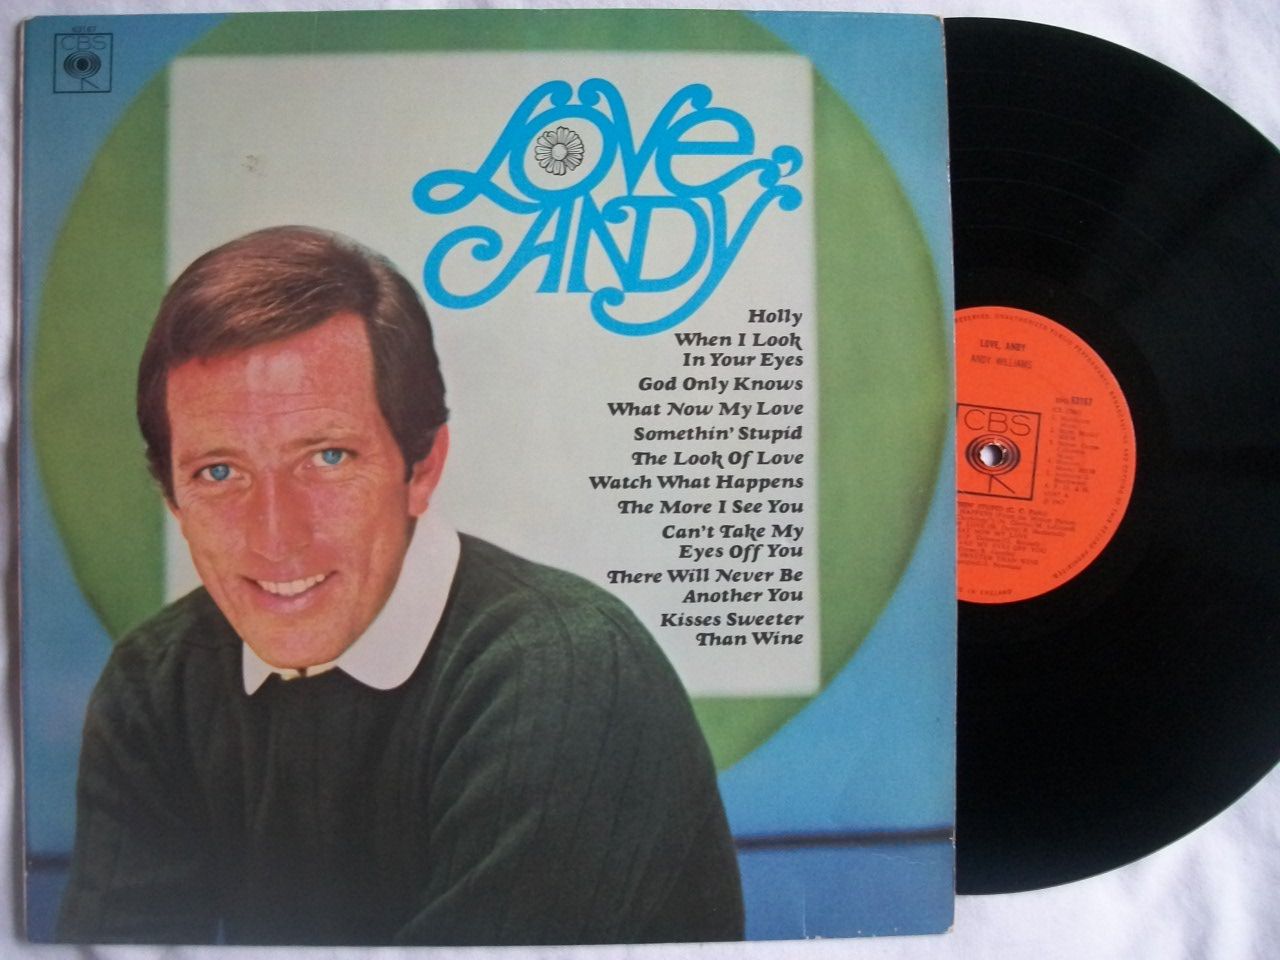 63167
CBS
LOVE,
ANDY
Holly
When I Look
In Your Eyes
God Only Knows
What Now My Love
Somethin' Stupid
The Look Of Love
Watch What Happens
The More I See You
Can't Take My
Eyes Off You
There Will Never Be
Another You
Kisses Sweeter
Than Wine
LOVE, ANDY
ANDY WILLIAMS
63167
CBS